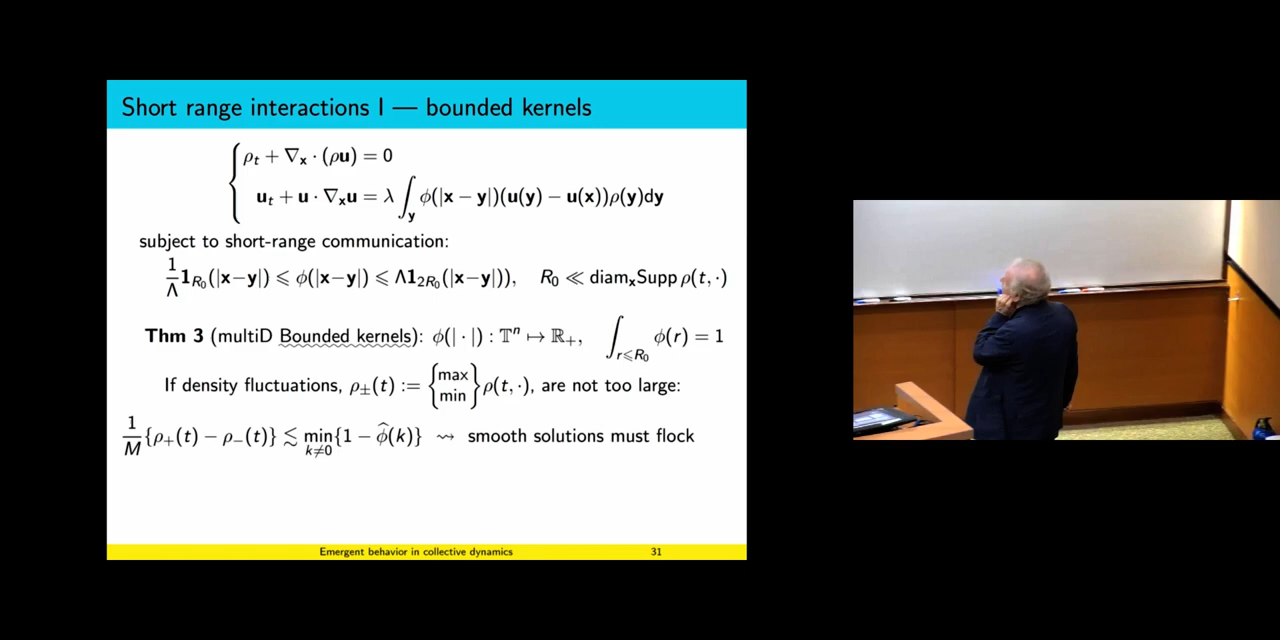 Short range interactions I — bounded kernels
ρ_t + ∇_x · (ρu) = 0
u_t + u · ∇_x u = λ ∫_y φ(|x − y|)(u(y) − u(x))ρ(y)dy
subject to short-range communication:
1/Λ 1_{R_0}(|x−y|) ⩽ φ(|x−y|) ⩽ Λ1_{2R_0}(|x−y|)), R_0 ≪ diam_x Supp ρ(t, ·)
Thm 3 (multiD Bounded kernels): φ(| · |) : 𝕋^n ↦ ℝ_+, ∫_{r⩽R_0} φ(r) = 1
If density fluctuations, ρ_±(t) := {max min} ρ(t, ·), are not too large:
1/M {ρ_+(t) − ρ_−(t)} ≲ min_{k≠0} {1 − φ̂(k)} ⇝ smooth solutions must flock
Emergent behavior in collective dynamics 31